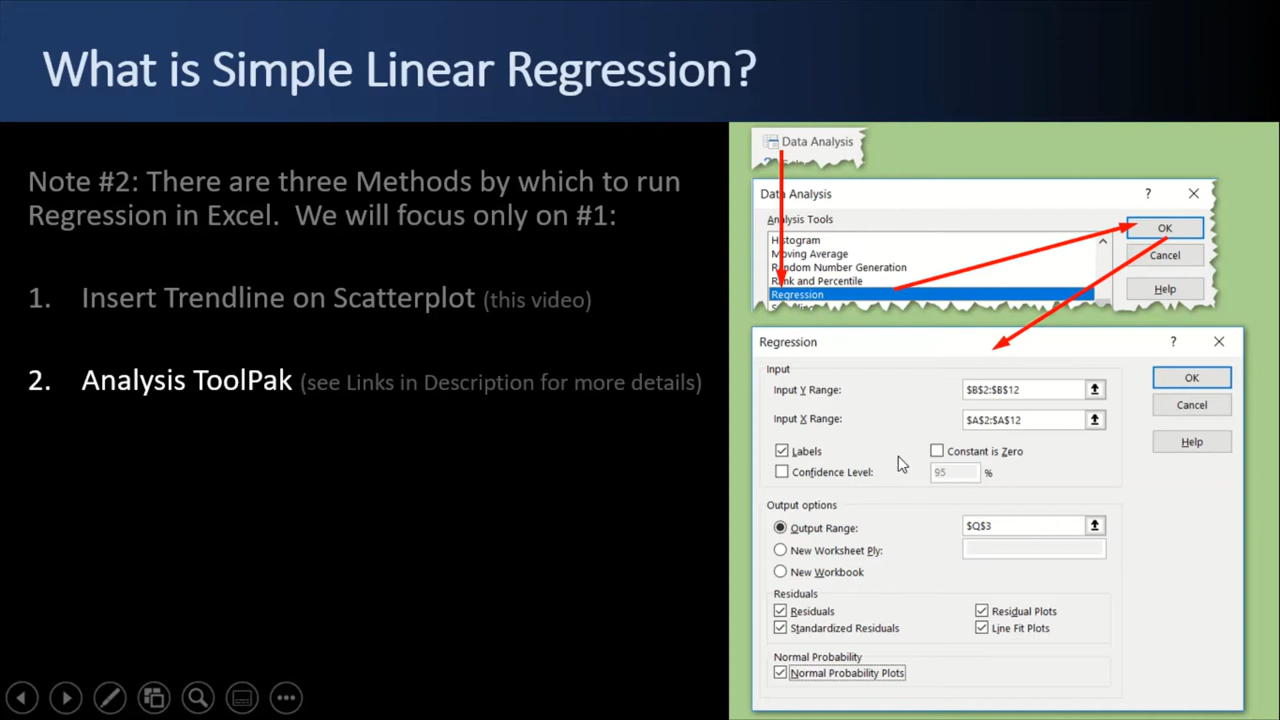 What is Simple Linear Regression?
Note #2: There are three Methods by which to run
Regression in Excel.  We will focus only on #1:
1. Insert Trendline on Scatterplot (this video)
2. Analysis ToolPak (see Links in Description for more details)
Data Analysis
Data Analysis ?
Analysis Tools
Histogram
Moving Average
Random Number Generation
Rank and Percentile
Regression
OK
Cancel
Help
Regression ?
Input
Input Y Range: $B$2:$B$12
Input X Range: $A$2:$A$12
Labels Constant is Zero
Confidence Level: 95 %
OK
Cancel
Help
Output options
Output Range: $Q$3
New Worksheet Ply:
New Workbook
Residuals
Residuals Residual Plots
Standardized Residuals Line Fit Plots
Normal Probability
Normal Probability Plots